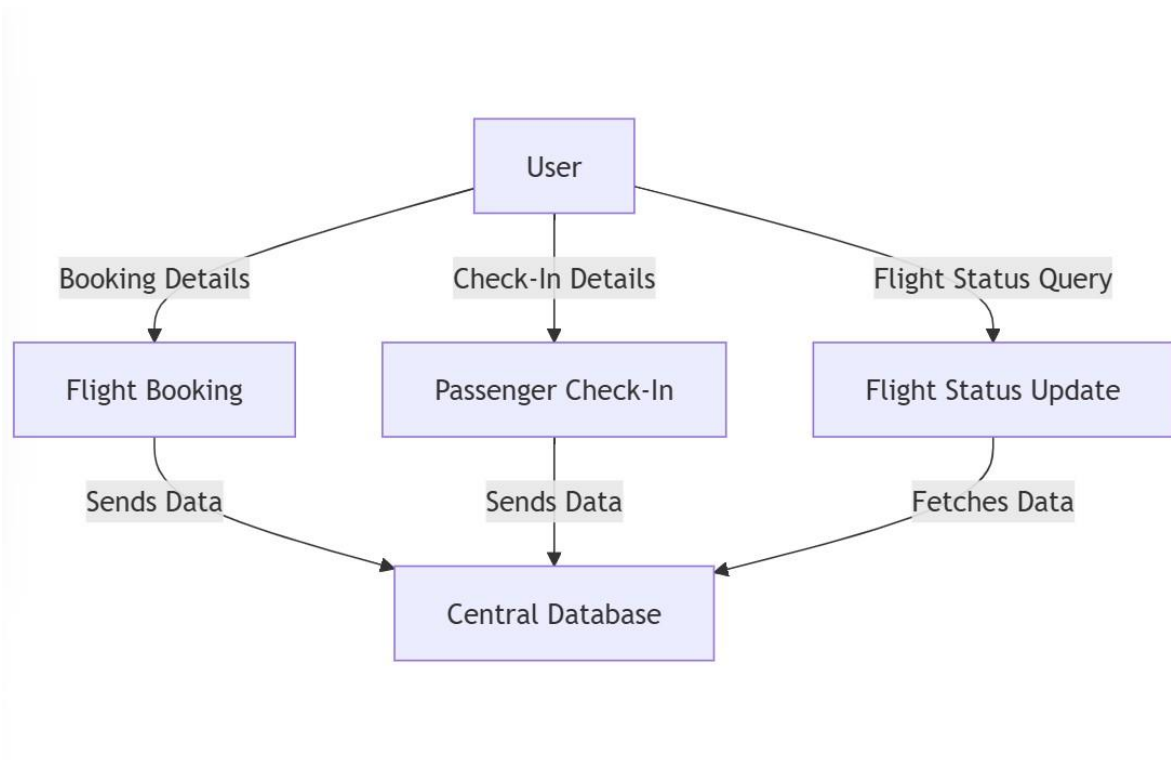 User
Booking Details
Check-In Details
Flight Status Query
Flight Booking
Passenger Check-In
Flight Status Update
Sends Data
Sends Data
Fetches Data
Central Database